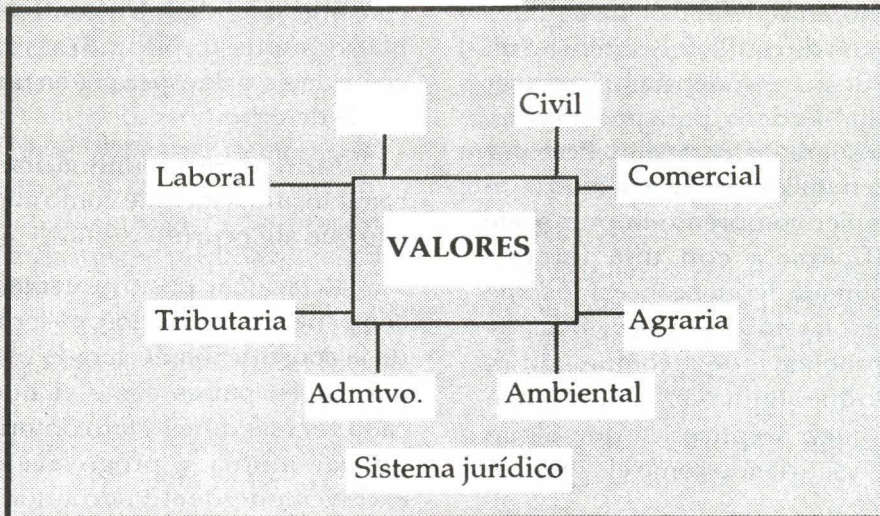 Civil
Laboral
Comercial
VALORES
Tributaria
Agraria
Admtvo.
Ambiental
Sistema jurídico